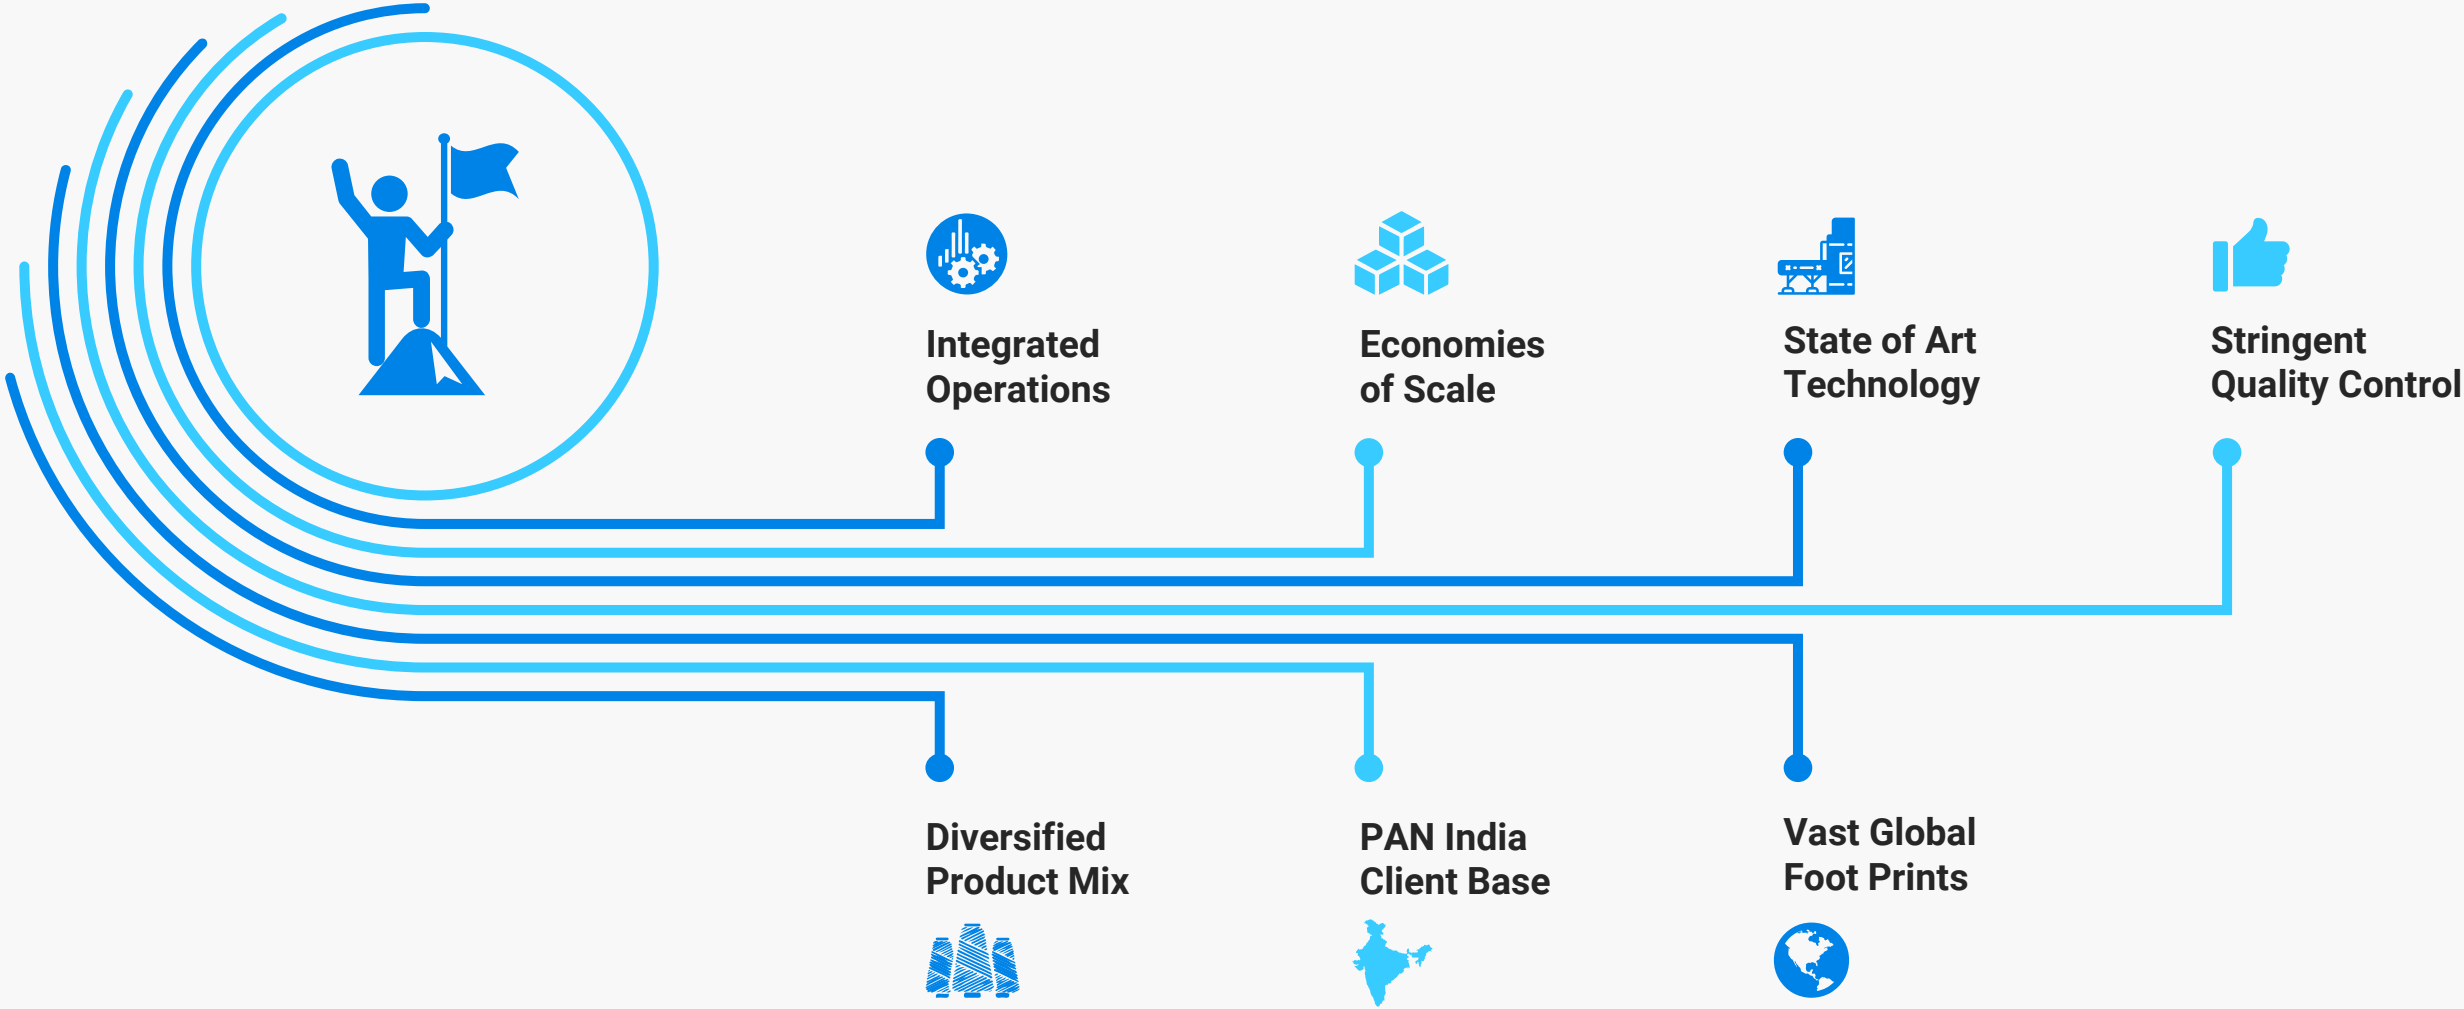 Integrated
Operations
Economies
of Scale
State of Art
Technology
Stringent
Quality Control
Diversified
Product Mix
PAN India
Client Base
Vast Global
Foot Prints